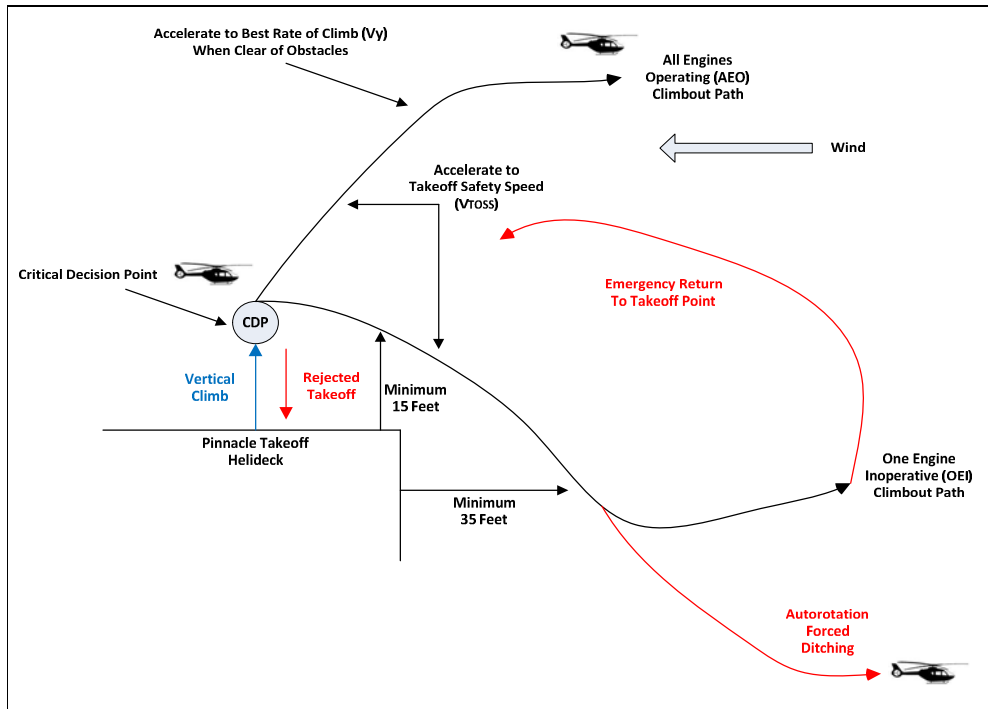 Accelerate to Best Rate of Climb (Vy)
When Clear of Obstacles
All Engines
Operating (AEO)
Climbout Path
Wind
Accelerate to
Takeoff Safety Speed
(VTOSS)
Critical Decision Point
Emergency Return
To Takeoff Point
CDP
Vertical
Climb
Rejected
Takeoff
Minimum
15 Feet
Pinnacle Takeoff
Helideck
One Engine
Inoperative (OEI)
Climbout Path
Minimum
35 Feet
Autorotation
Forced
Ditching